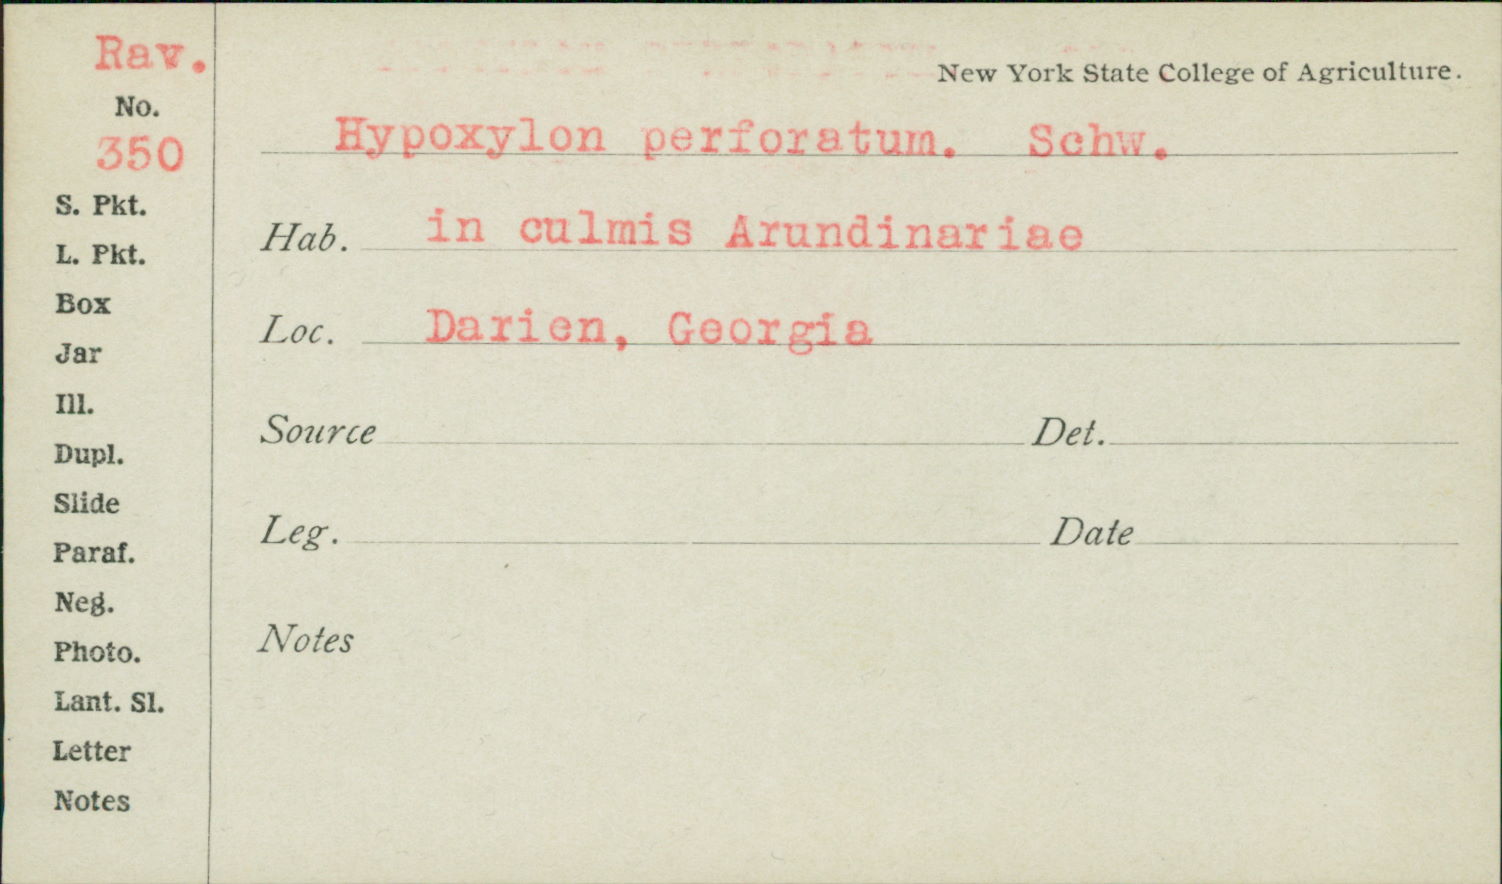 Rav.
No.
350
S. Pkt.
L. Pkt.
Box
Jar
Ill.
Dupl.
Slide
Paraf.
Neg.
Photo.
Lant. Sl.
Letter
Notes
New York State College of Agriculture.
Hypoxylon perforatum. Schw.
Hab. in culmis Arundinariae
Loc. Darien, Georgia
Source Det.
Leg. Date
Notes